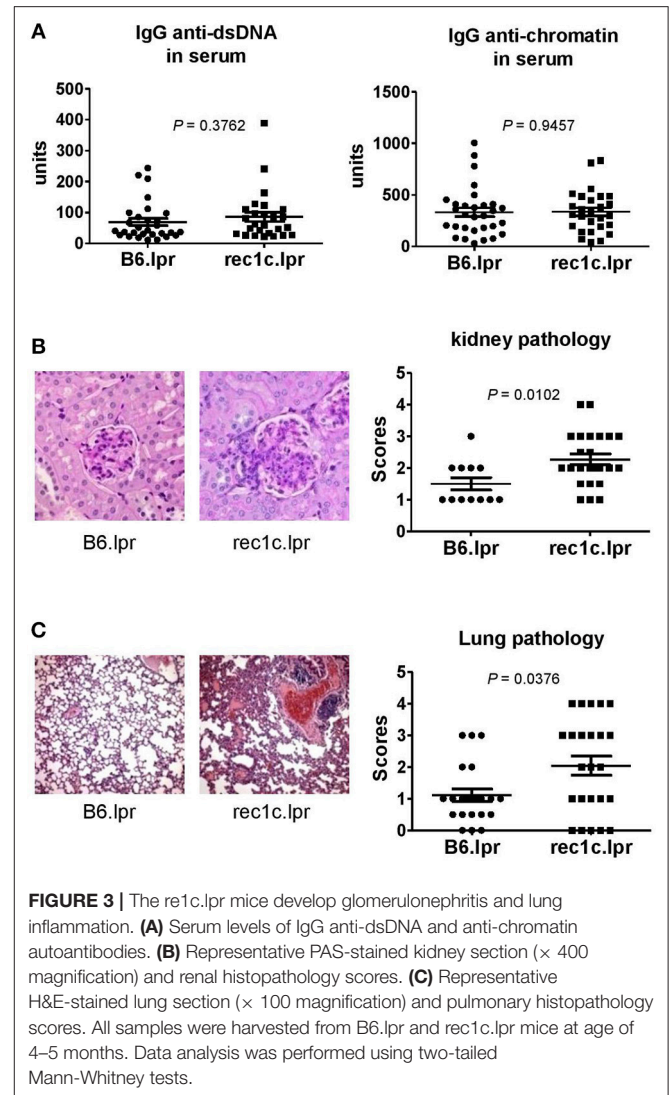 A
IgG anti-dsDNA
in serum
IgG anti-chromatin
in serum
units
500
400
300
200
100
0
P = 0.3762
B6.lpr
rec1c.lpr
units
1500
1000
500
0
P = 0.9457
B6.lpr
rec1c.lpr
B
B6.lpr
rec1c.lpr
kidney pathology
Scores
5
4
3
2
1
0
P = 0.0102
B6.lpr
rec1c.lpr
C
B6.lpr
rec1c.lpr
Lung pathology
Scores
5
4
3
2
1
0
P = 0.0376
B6.lpr
rec1c.lpr
FIGURE 3 | The re1c.lpr mice develop glomerulonephritis and lung
inflammation. (A) Serum levels of IgG anti-dsDNA and anti-chromatin
autoantibodies. (B) Representative PAS-stained kidney section (× 400
magnification) and renal histopathology scores. (C) Representative
H&E-stained lung section (× 100 magnification) and pulmonary histopathology
scores. All samples were harvested from B6.lpr and rec1c.lpr mice at age of
4–5 months. Data analysis was performed using two-tailed
Mann-Whitney tests.